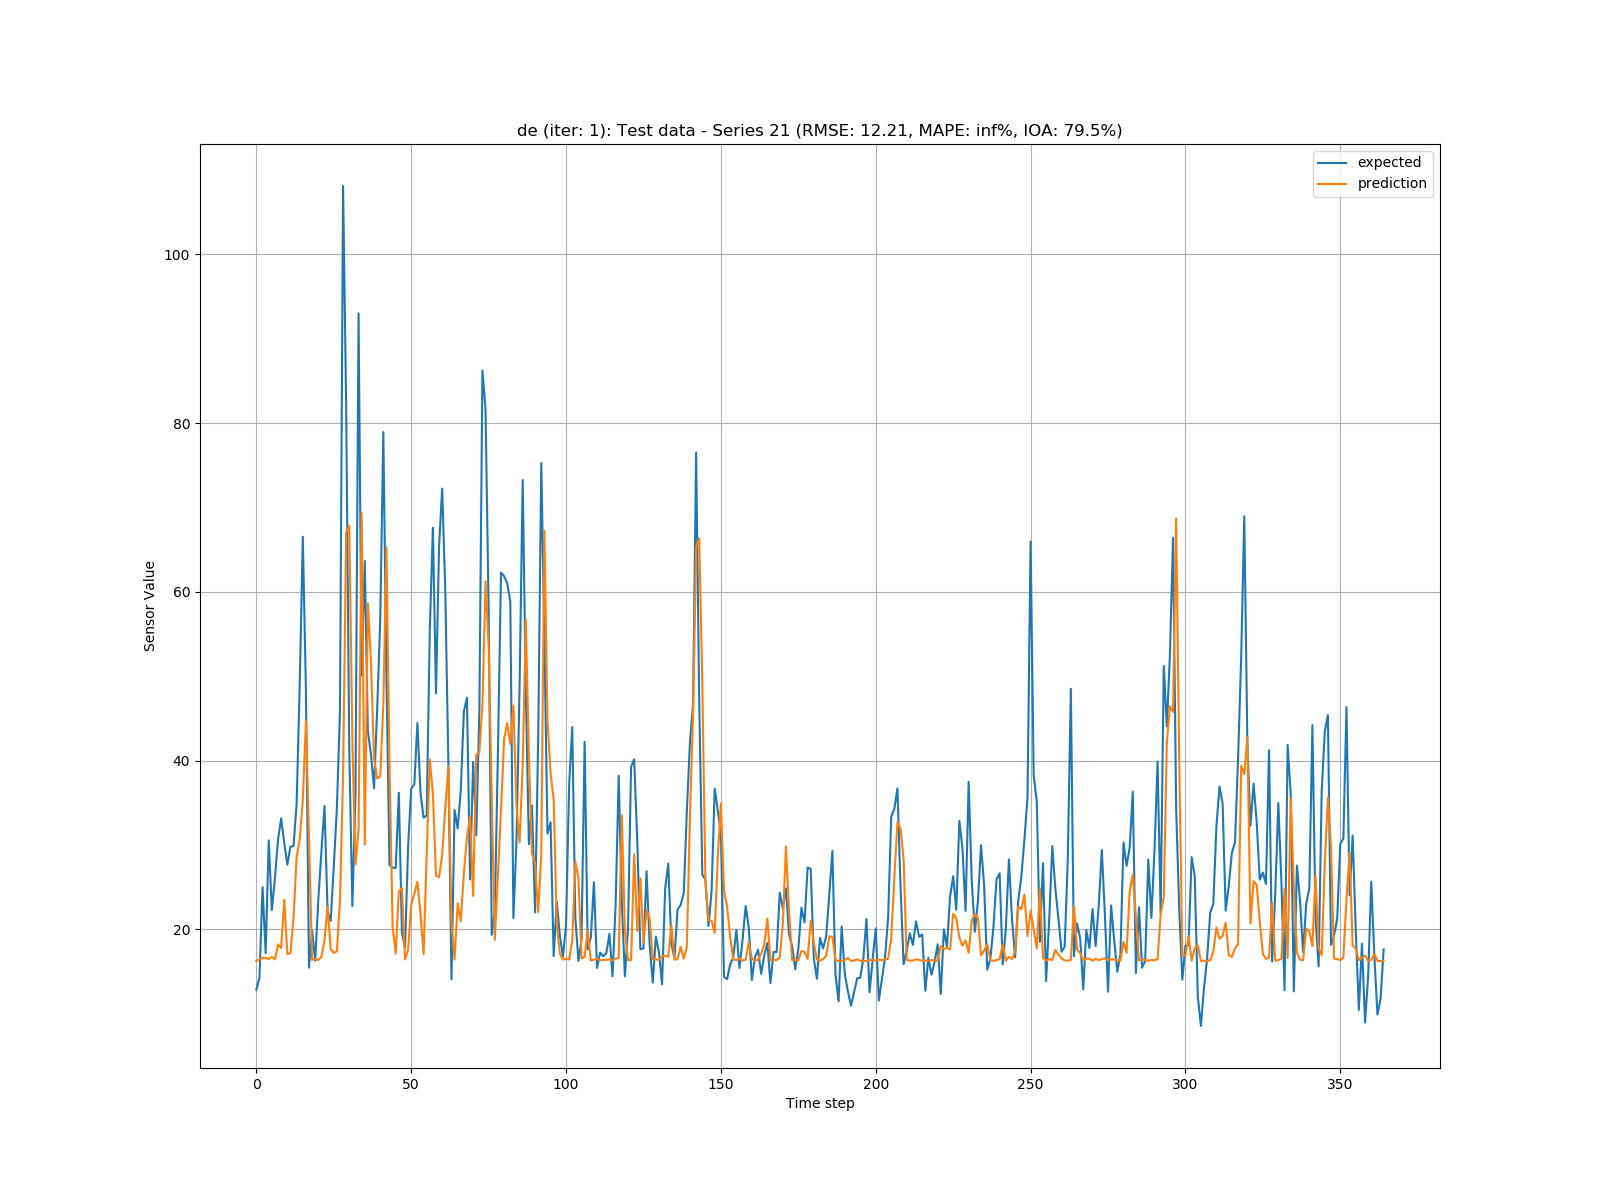 de (iter: 1): Test data - Series 21 (RMSE: 12.21, MAPE: inf%, IOA: 79.5%)
expected
prediction
100
80
60
40
20
Sensor Value
0 50 100 150 200 250 300 350
Time step